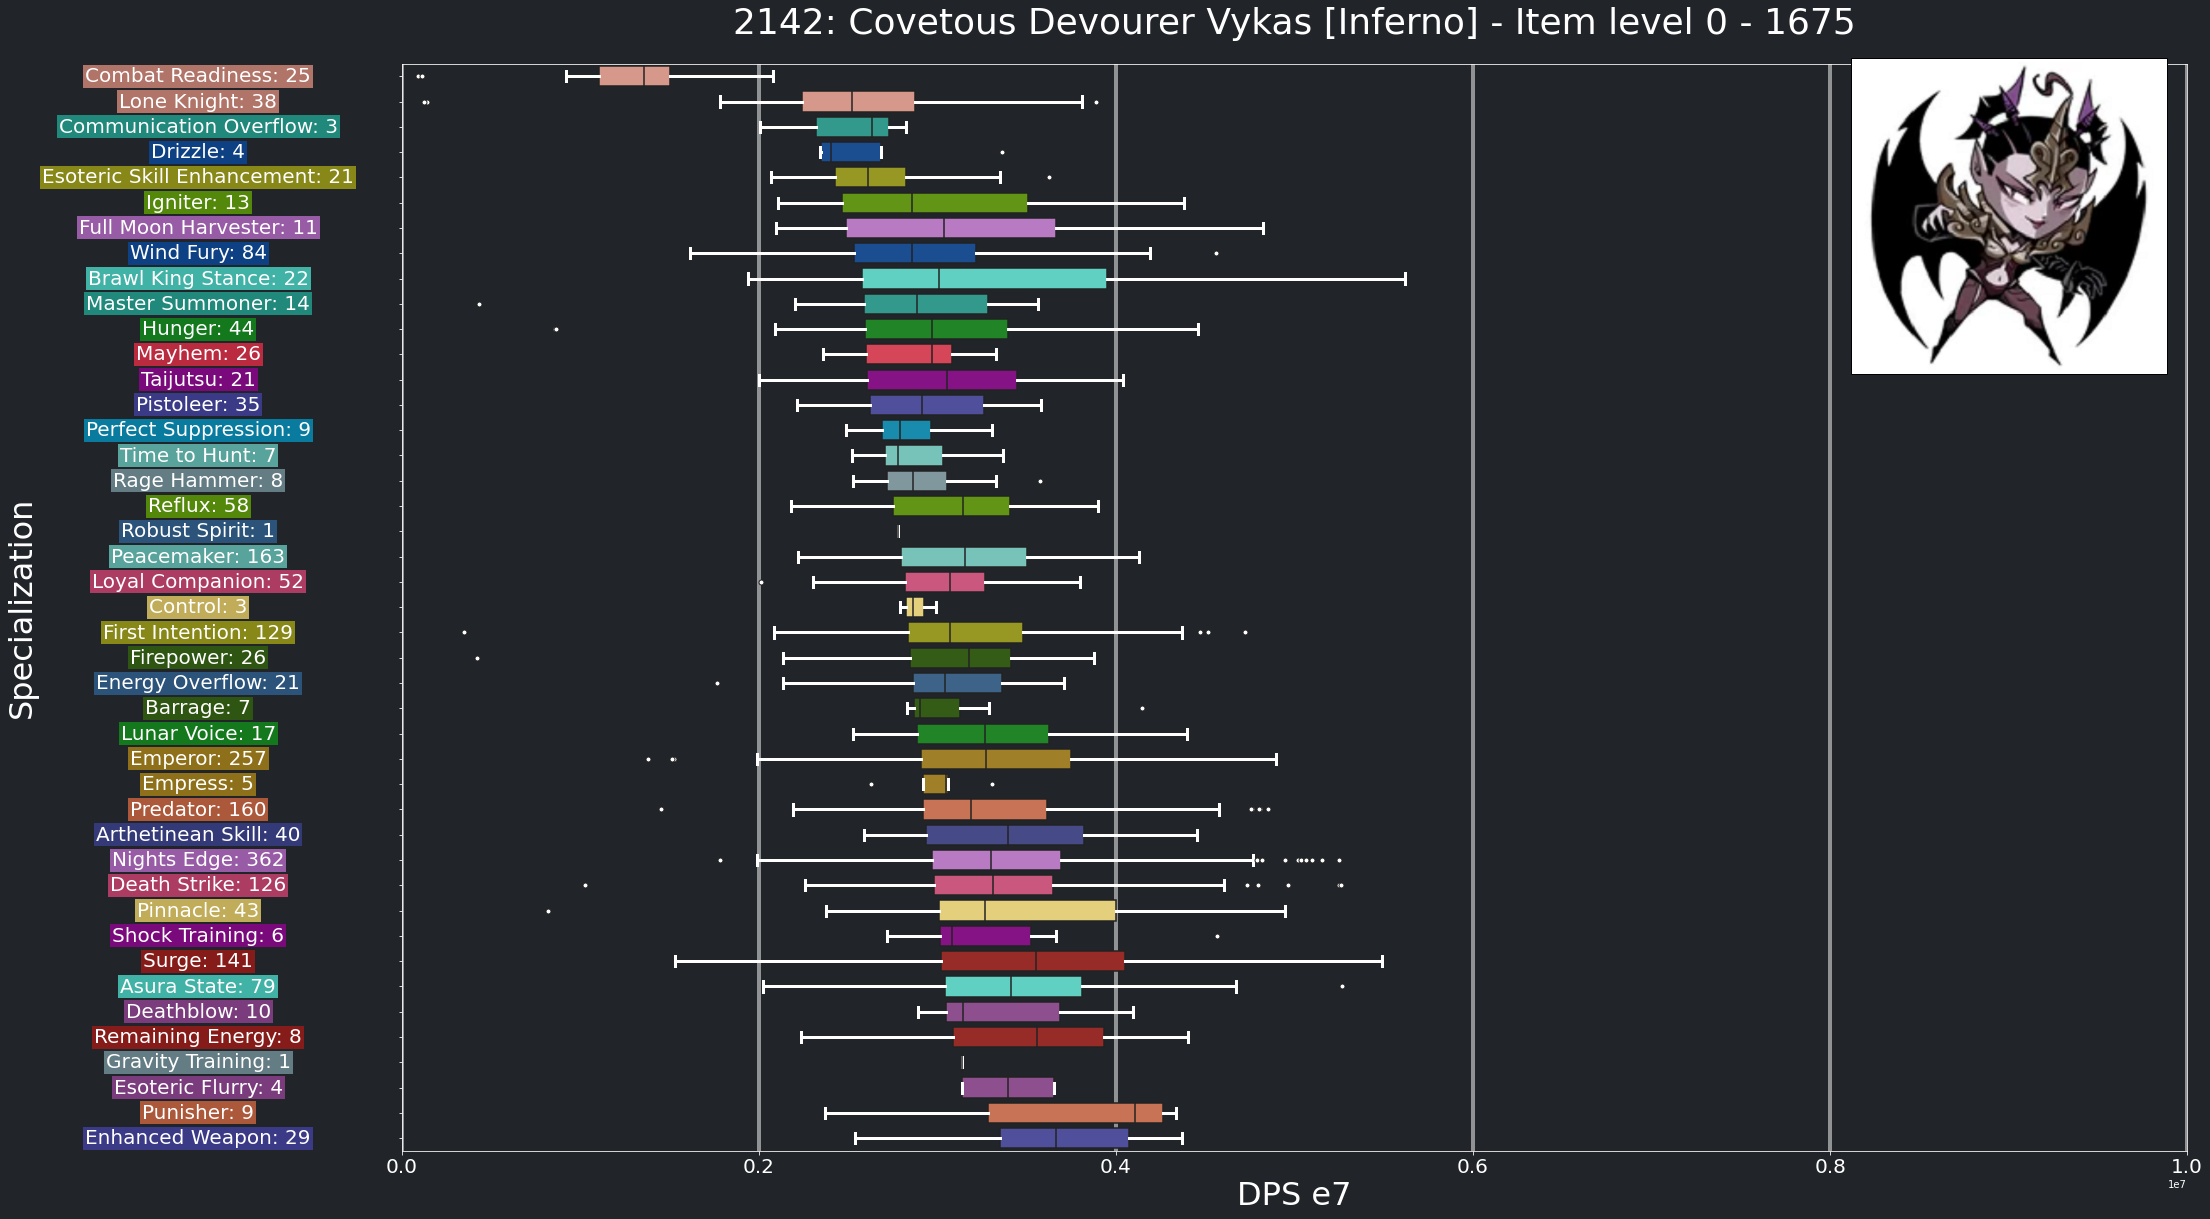 2142: Covetous Devourer Vykas [Inferno] - Item level 0 - 1675
Specialization
Combat Readiness: 25
Lone Knight: 38
Communication Overflow: 3
Drizzle: 4
Esoteric Skill Enhancement: 21
Igniter: 13
Full Moon Harvester: 11
Wind Fury: 84
Brawl King Stance: 22
Master Summoner: 14
Hunger: 44
Mayhem: 26
Taijutsu: 21
Pistoleer: 35
Perfect Suppression: 9
Time to Hunt: 7
Rage Hammer: 8
Reflux: 58
Robust Spirit: 1
Peacemaker: 163
Loyal Companion: 52
Control: 3
First Intention: 129
Firepower: 26
Energy Overflow: 21
Barrage: 7
Lunar Voice: 17
Emperor: 257
Empress: 5
Predator: 160
Arthetinean Skill: 40
Nights Edge: 362
Death Strike: 126
Pinnacle: 43
Shock Training: 6
Surge: 141
Asura State: 79
Deathblow: 10
Remaining Energy: 8
Gravity Training: 1
Esoteric Flurry: 4
Punisher: 9
Enhanced Weapon: 29
0.0 0.2 0.4 0.6 0.8 1.0
1e7
DPS e7